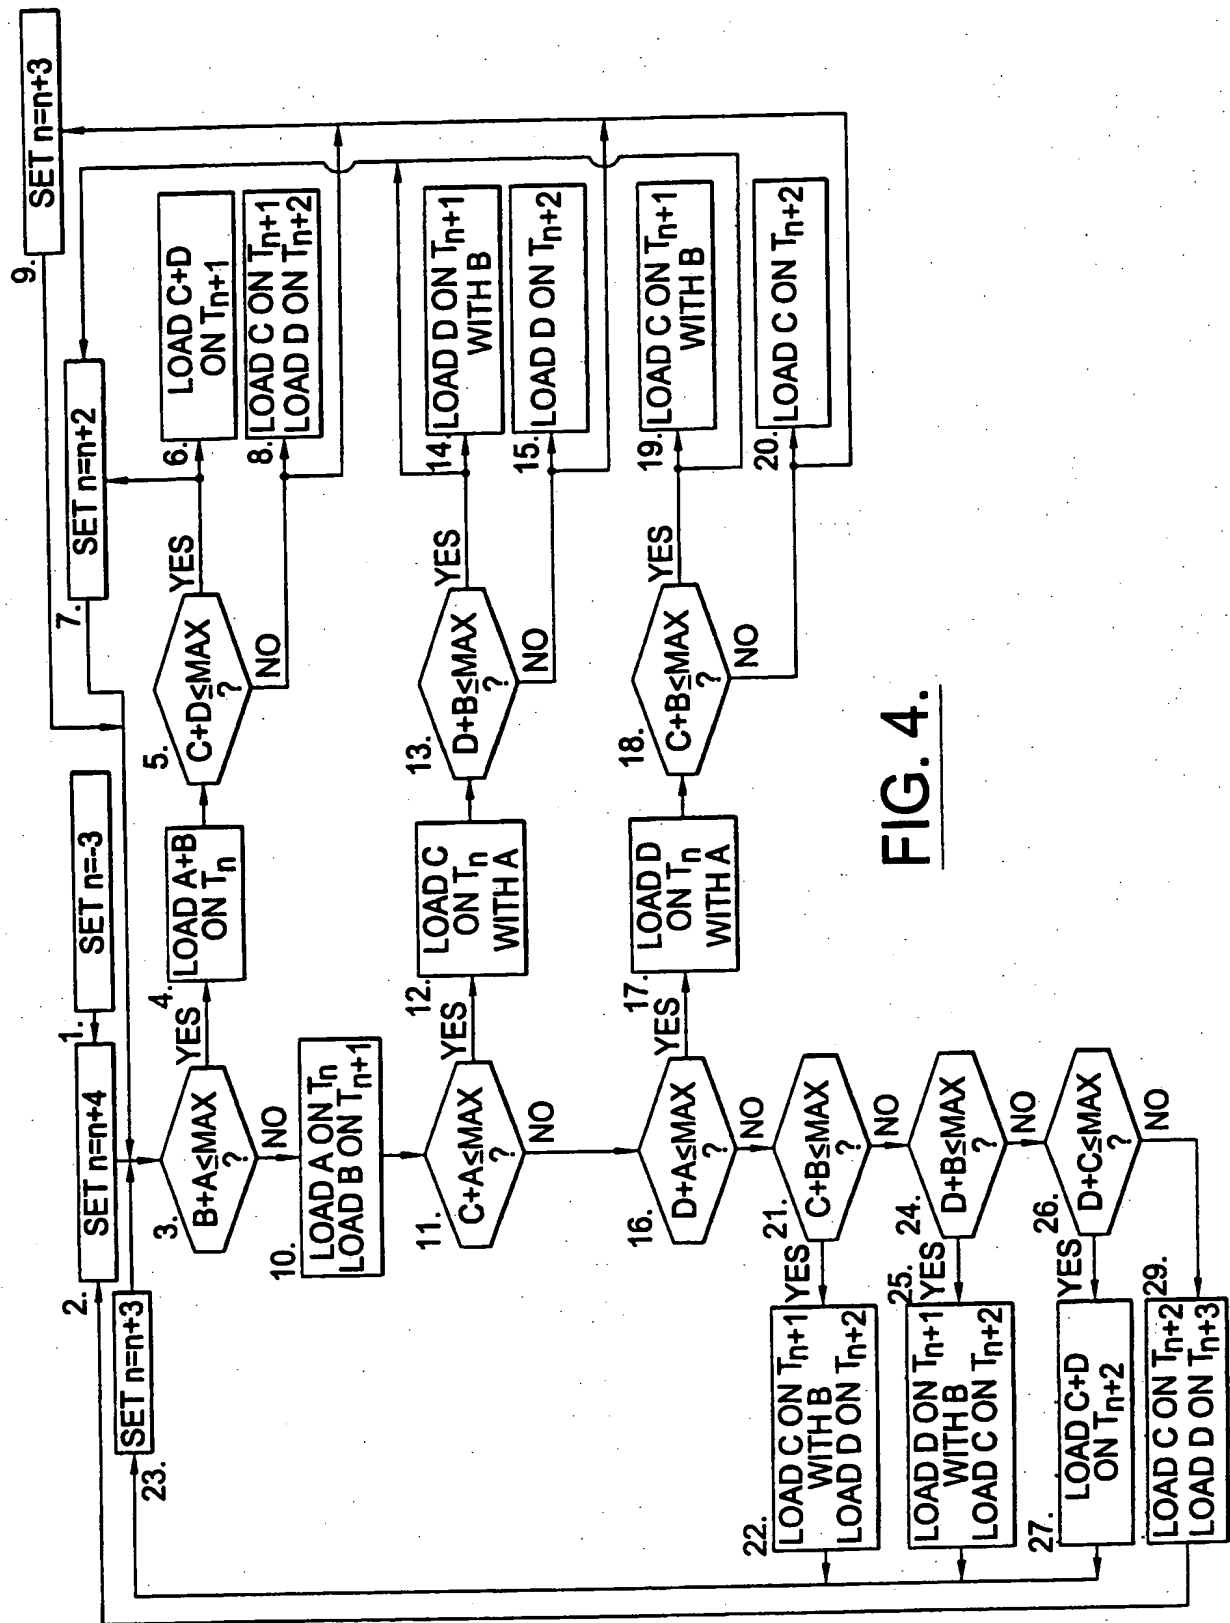 1.
SET n=-3
2.
SET n=n+4
3.
B+A≤MAX
?
YES
NO
4.
LOAD A+B
ON Tn
5.
C+D≤MAX
?
YES
NO
6.
LOAD C+D
ON Tn+1
7.
SET n=n+2
8.
LOAD C ON Tn+1
LOAD D ON Tn+2
9.
SET n=n+3
10.
LOAD A ON Tn
LOAD B ON Tn+1
11.
C+A≤MAX
?
YES
NO
12.
LOAD C
ON Tn
WITH A
13.
D+B≤MAX
?
YES
NO
14.
LOAD D ON Tn+1
WITH B
15.
LOAD D ON Tn+2
16.
D+A≤MAX
?
YES
NO
17.
LOAD D
ON Tn
WITH A
18.
C+B≤MAX
?
YES
NO
19.
LOAD C ON Tn+1
WITH B
20.
LOAD C ON Tn+2
21.
C+B≤MAX
?
YES
NO
22.
LOAD C ON Tn+1
WITH B
LOAD D ON Tn+2
23.
SET n=n+3
24.
D+B≤MAX
?
YES
NO
25.
LOAD D ON Tn+1
WITH B
LOAD C ON Tn+2
26.
D+C≤MAX
?
YES
NO
27.
LOAD C+D
ON Tn+2
29.
LOAD C ON Tn+2
LOAD D ON Tn+3
FIG. 4.